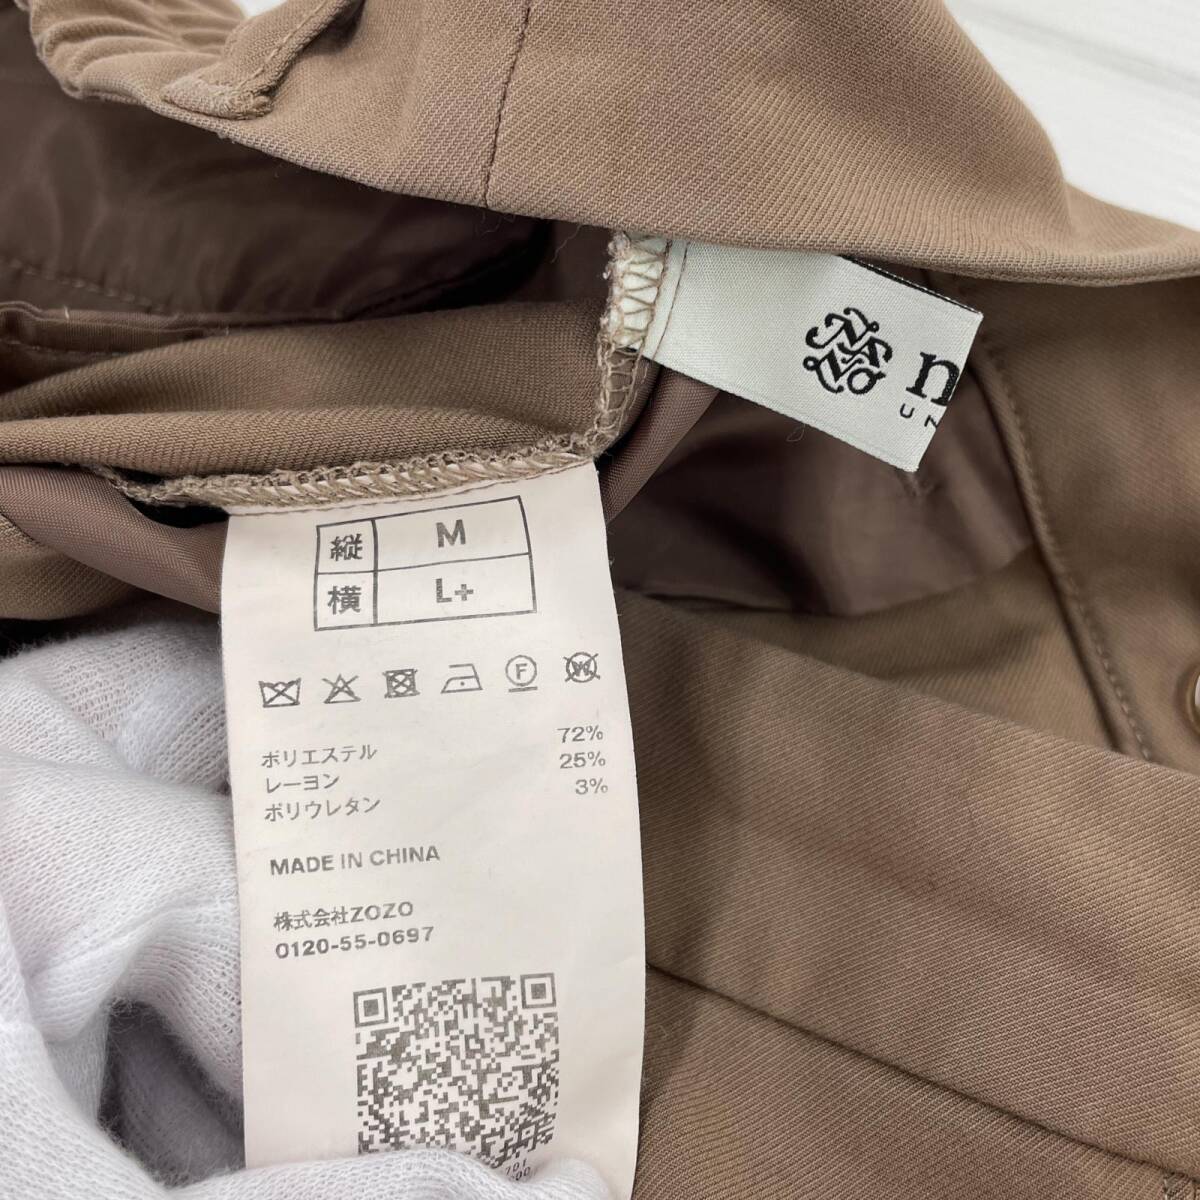 縦 M
横 L+
F
W
ポリエステル 72%
レーヨン 25%
ポリウレタン 3%
MADE IN CHINA
株式会社ZOZO
0120-55-0697
701